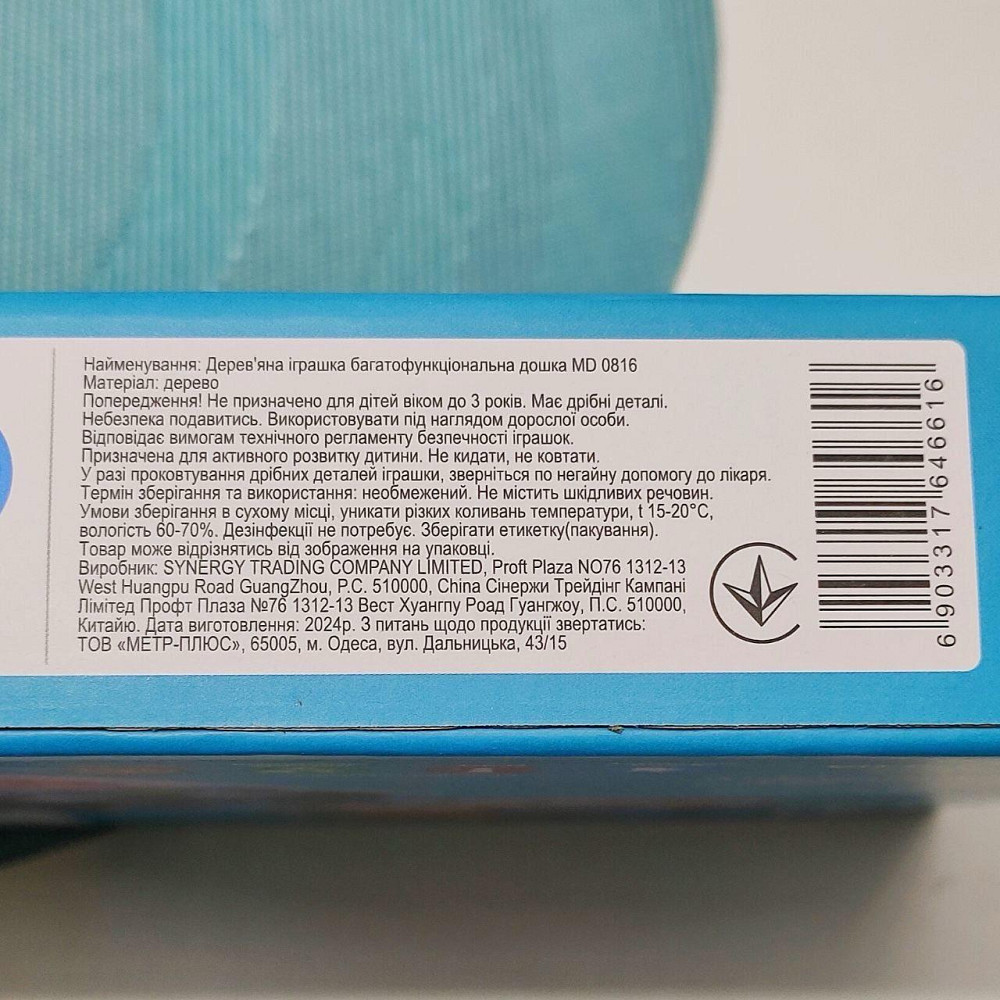 Найменування: Дерев'яна іграшка багатофункціональна дошка MD 0816
Матеріал: дерево
Попередження! Не призначено для дітей віком до 3 років. Має дрібні деталі.
Небезпека подавитись. Використовувати під наглядом дорослої особи.
Відповідає вимогам технічного регламенту безпечності іграшок.
Призначена для активного розвитку дитини. Не кидати, не ковтати.
У разі проковтування дрібних деталей іграшки, зверніться по негайну допомогу до лікаря.
Термін зберігання та використання: необмежений. Не містить шкідливих речовин.
Умови зберігання в сухому місці, уникати різких коливань температури, t 15-20°С,
вологість 60-70%. Дезінфекції не потребує. Зберігати етикетку(пакування).
Товар може відрізнятись від зображення на упаковці.
Виробник: SYNERGY TRADING COMPANY LIMITED, Proft Plaza NO76 1312-13
West Huangpu Road GuangZhou, P.C. 510000, China Сінержи Трейдінг Кампані
Лімітед Профт Плаза №76 1312-13 Вест Хуангпу Роад Гуангжоу, П.С. 510000,
Китайю. Дата виготовлення: 2024р. З питань щодо продукції звертатись:
ТОВ «МЕТР-ПЛЮС», 65005, м. Одеса, вул. Дальницька, 43/15
6 903317 646616